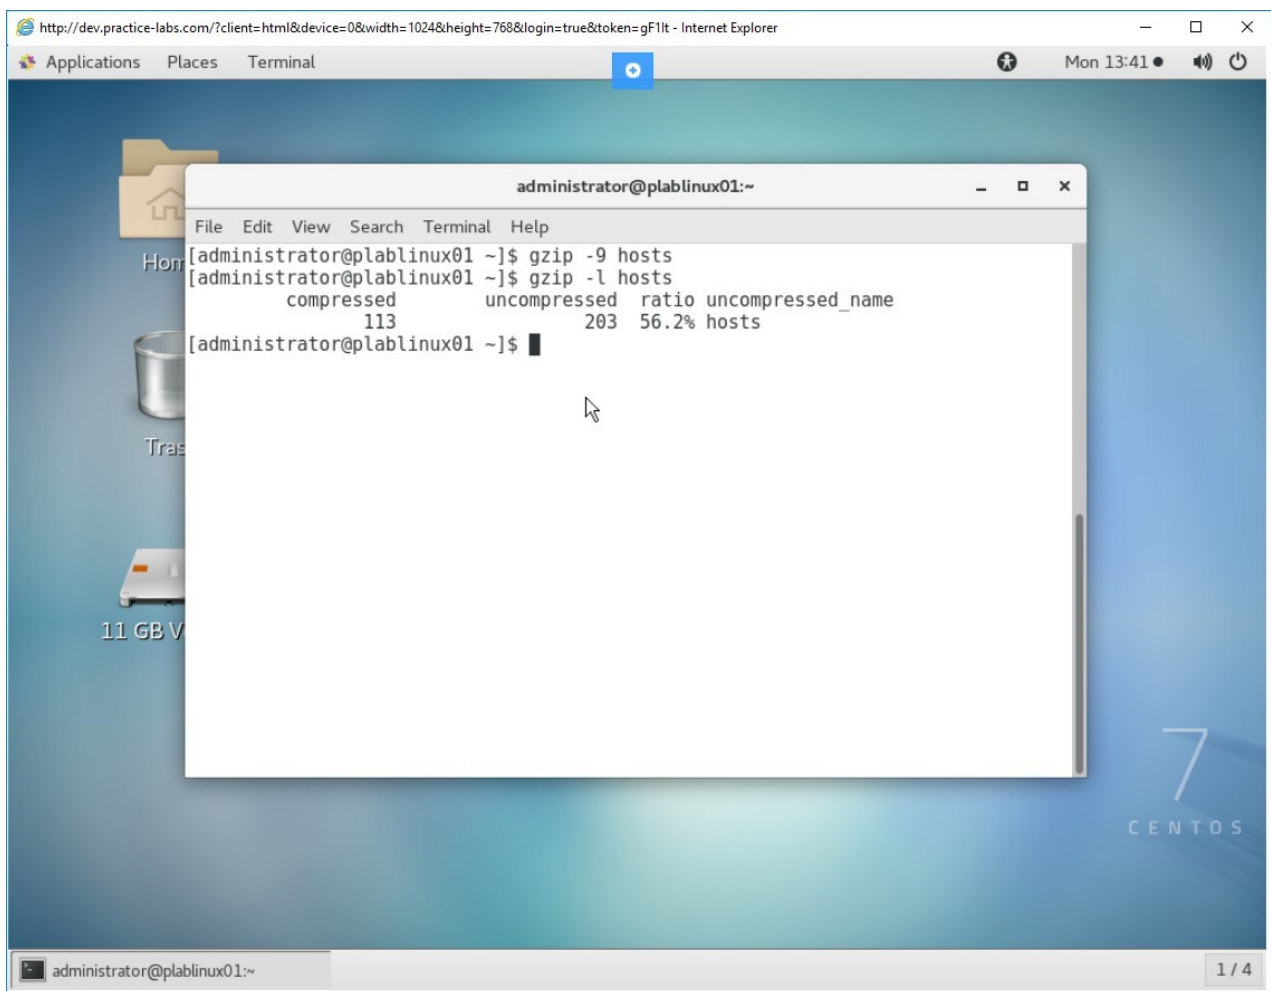 http://dev.practice-labs.com/?client=html&device=0&width=1024&height=768&login=true&token=gF1lt - Internet Explorer
Applications Places Terminal Mon 13:41
administrator@plablinux01:~
File Edit View Search Terminal Help
[administrator@plablinux01 ~]$ gzip -9 hosts
[administrator@plablinux01 ~]$ gzip -l hosts
compressed uncompressed ratio uncompressed_name
113 203 56.2% hosts
[administrator@plablinux01 ~]$
Hom
Tras
11 GB V
7
CENTOS
administrator@plablinux01:~ 1 / 4